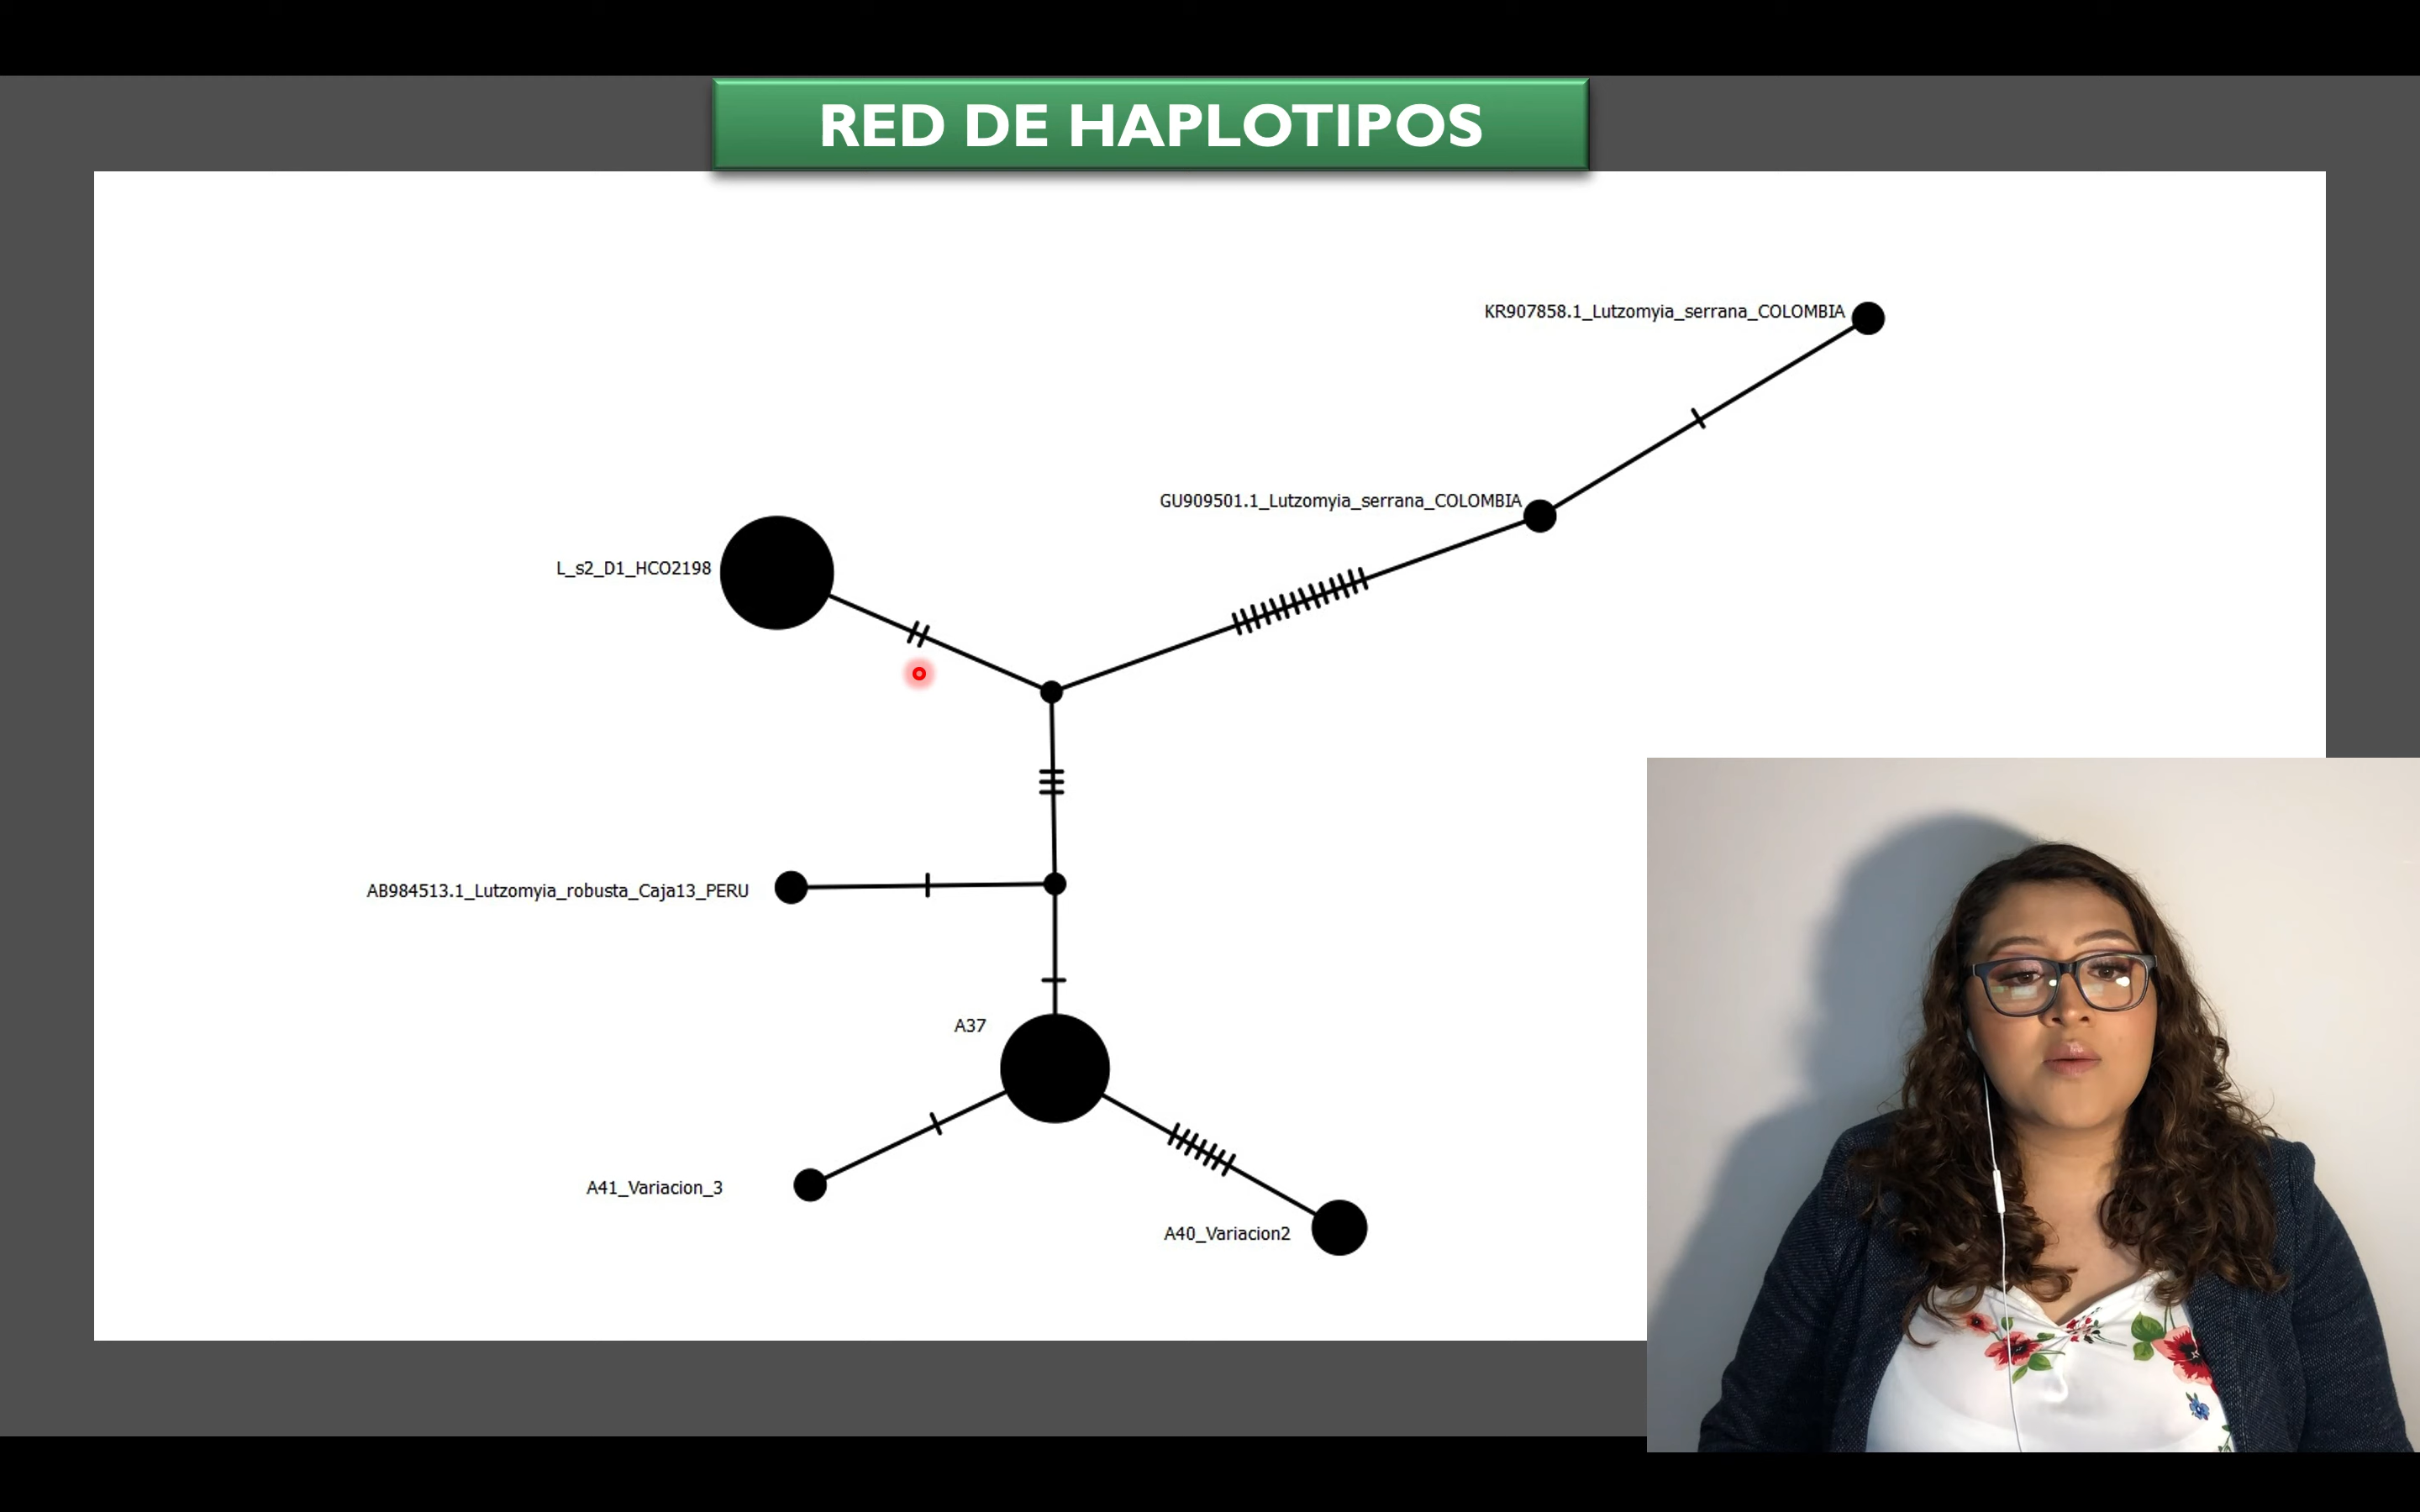 RED DE HAPLOTIPOS
KR907858.1_Lutzomyia_serrana_COLOMBIA
GU909501.1_Lutzomyia_serrana_COLOMBIA
L_s2_D1_HCO2198
AB984513.1_Lutzomyia_robusta_Caja13_PERU
A37
A41_Variacion_3
A40_Variacion2